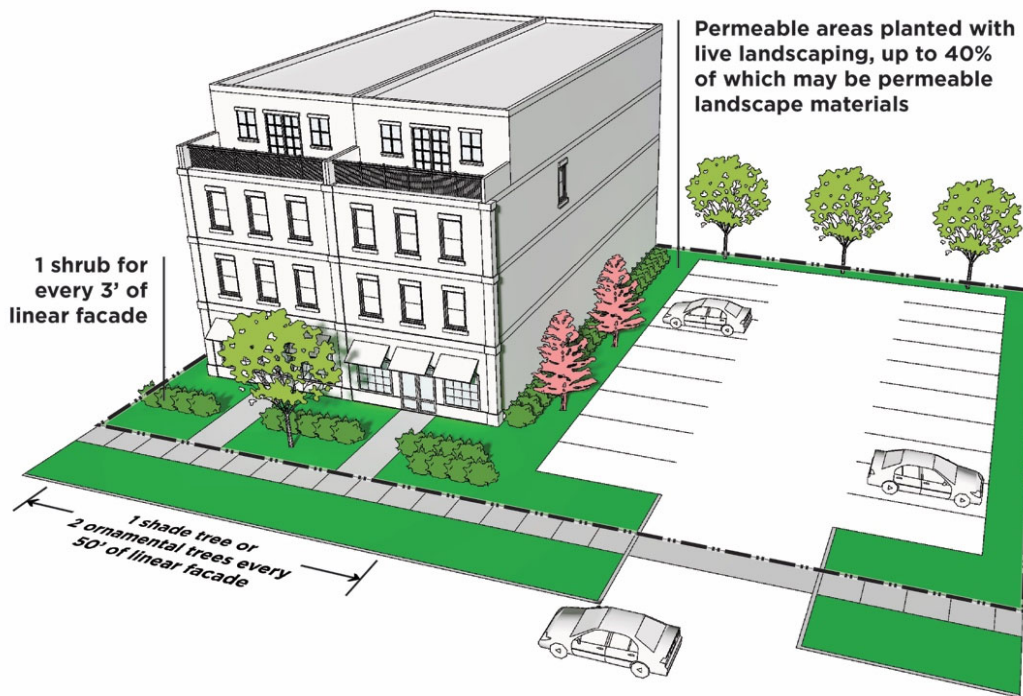 Permeable areas planted with
live landscaping, up to 40%
of which may be permeable
landscape materials
1 shrub for
every 3’ of
linear facade
1 shade tree or
2 ornamental trees every
50’ of linear facade